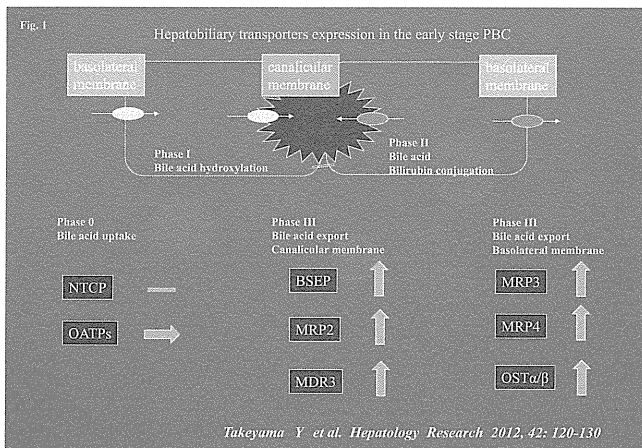 Fig. 1
Hepatobiliary transporters expression in the early stage PBC
basolateral
membrane
canalicular
membrane
basolateral
membrane
Phase I
Bile acid hydroxylation
Phase II
Bile acid
Bilirubin conjugation
Phase 0
Bile acid uptake
Phase III
Bile acid export
Canalicular membrane
Phase III
Bile acid export
Basolateral membrane
NTCP
BSEP
MRP3
OATPs
MRP2
MRP4
MDR3
OSTα/β
Takeyama Y et al. Hepatology Research 2012, 42: 120-130